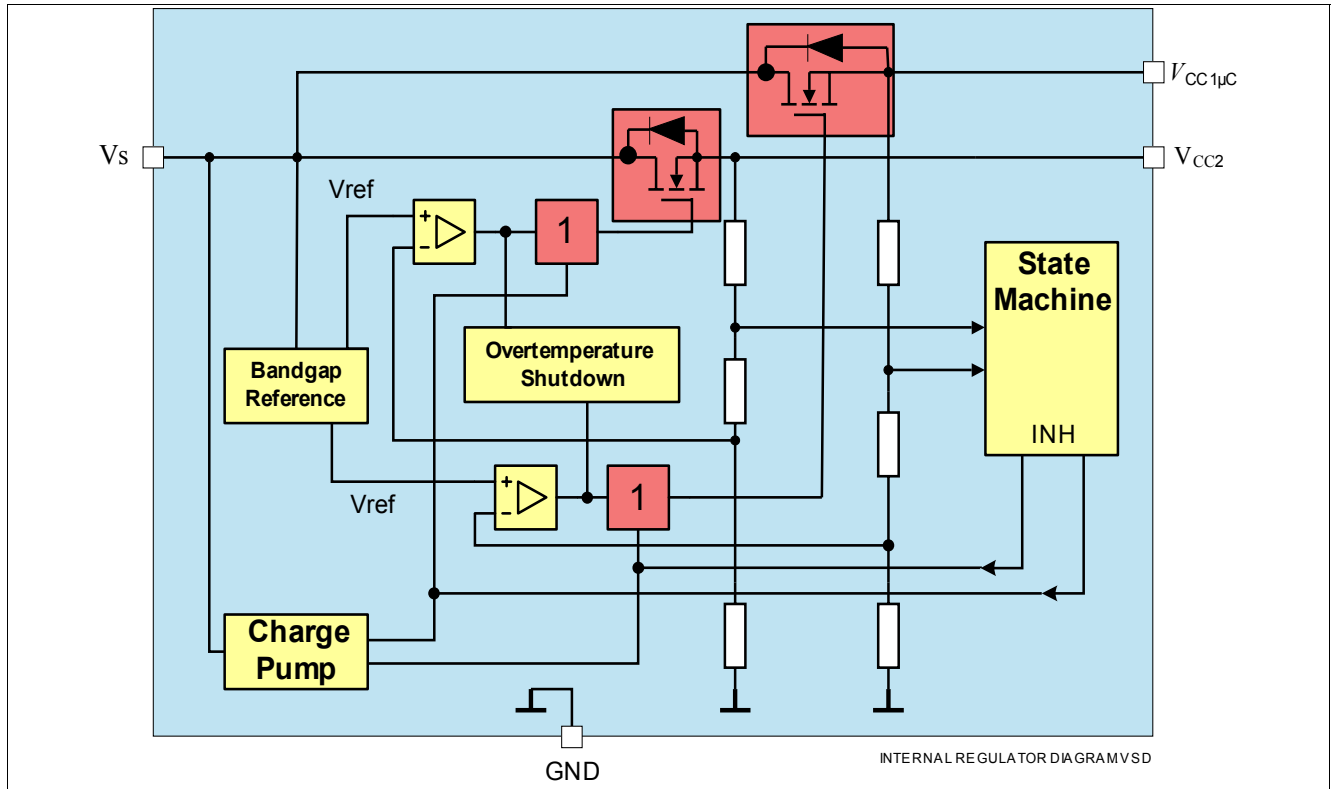 VCC1µC
Vs
VCC2
Vref
+
-
1
State
Machine
Overtemperature
Shutdown
Bandgap
Reference
INH
Vref
+
-
1
Charge
Pump
GND
INTERNAL REGULATOR DIAGRAM.VSD